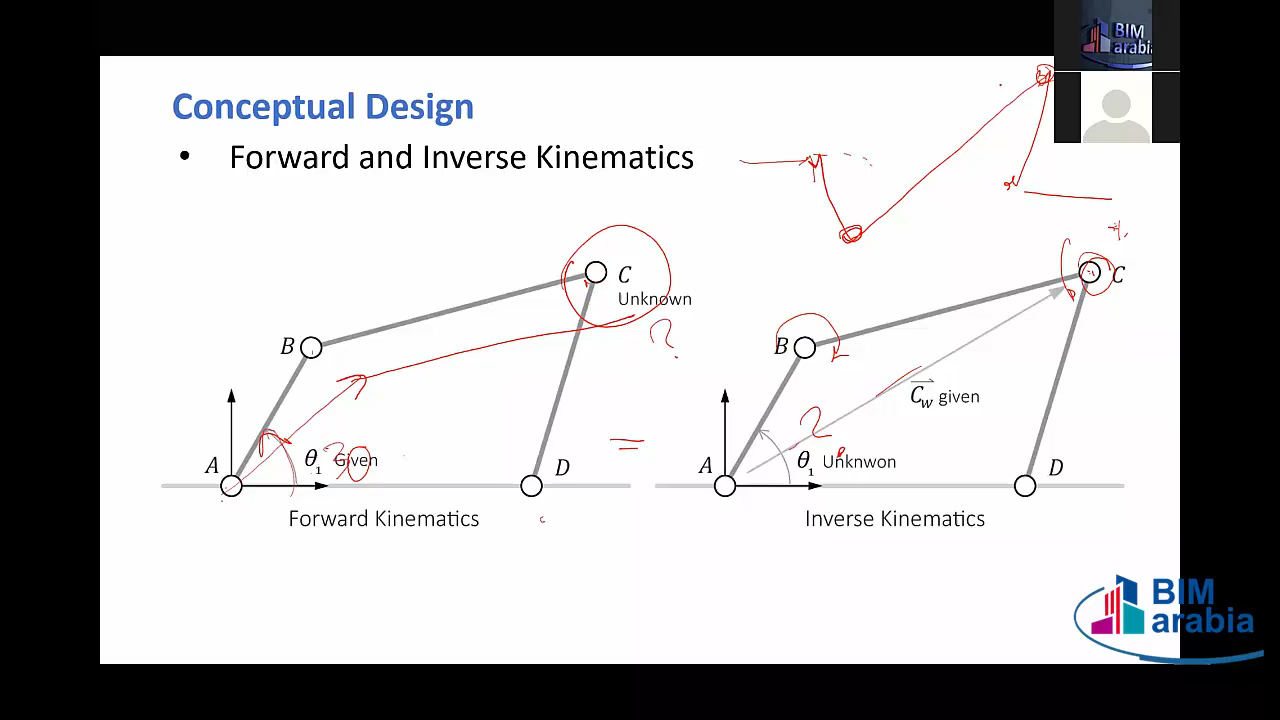 BIM
arabia
Conceptual Design
• Forward and Inverse Kinematics
C
Unknown
B
A
θ1 Given
30
D
Forward Kinematics
=
?
C
B
C⃗w given
?
A
θ1 Unknwon
D
Inverse Kinematics
BIM
arabia